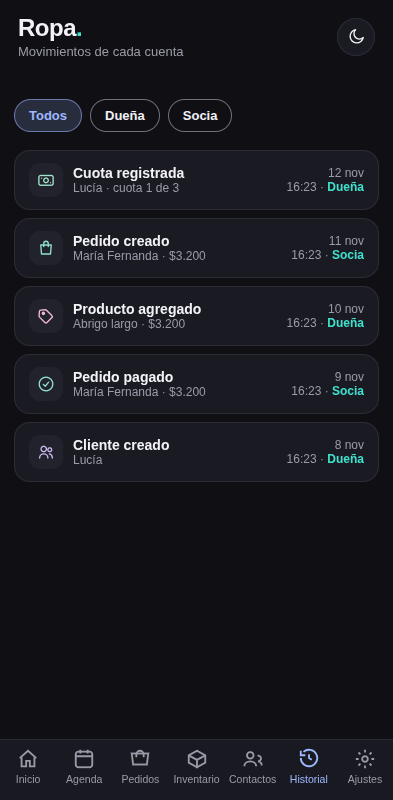 Ropa.
Movimientos de cada cuenta
Todos
Dueña
Socia
Cuota registrada
Lucía · cuota 1 de 3
12 nov
16:23 · Dueña
Pedido creado
María Fernanda · $3.200
11 nov
16:23 · Socia
Producto agregado
Abrigo largo · $3.200
10 nov
16:23 · Dueña
Pedido pagado
María Fernanda · $3.200
9 nov
16:23 · Socia
Cliente creado
Lucía
8 nov
16:23 · Dueña
Inicio
Agenda
Pedidos
Inventario
Contactos
Historial
Ajustes